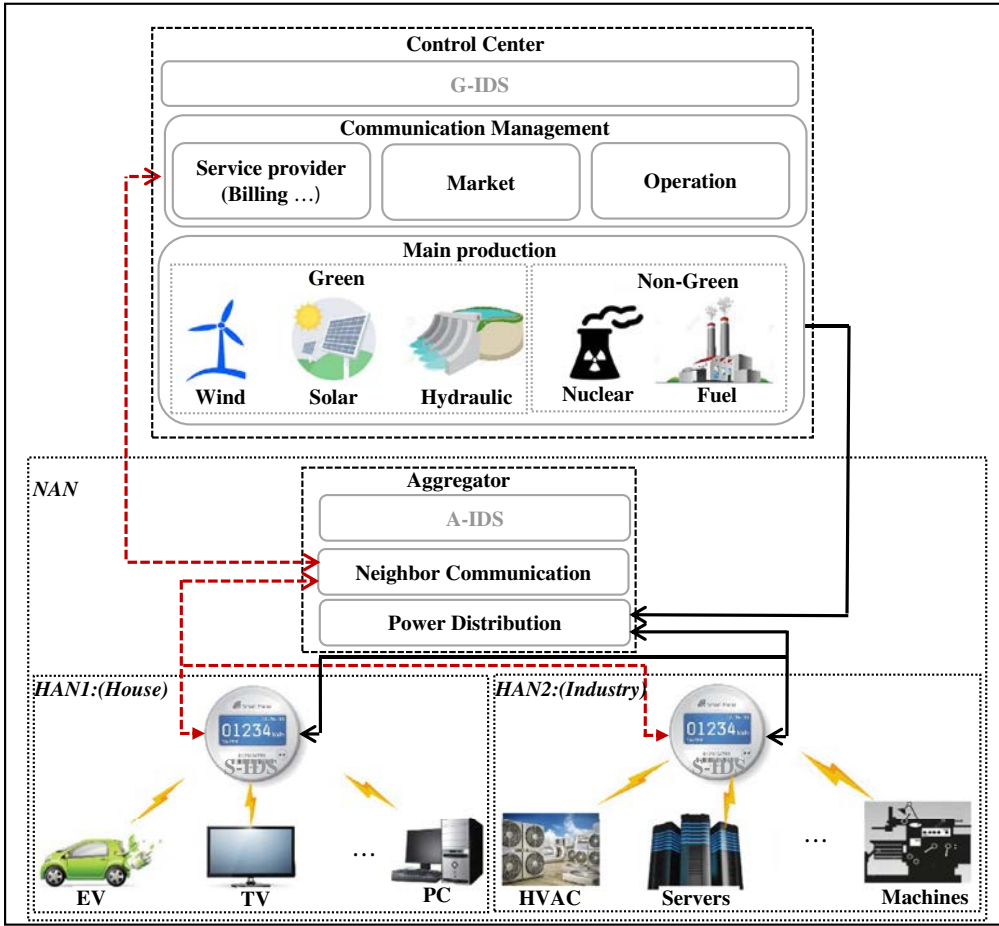 Control Center
G-IDS
Communication Management
Service provider
(Billing …)
Market
Operation
Main production
Green
Non-Green
Wind
Solar
Hydraulic
Nuclear
Fuel
NAN
Aggregator
A-IDS
Neighbor Communication
Power Distribution
HAN1:(House)
HAN2:(Industry)
01234
S-IDS
01234
S-IDS
…
…
EV
TV
PC
HVAC
Servers
Machines